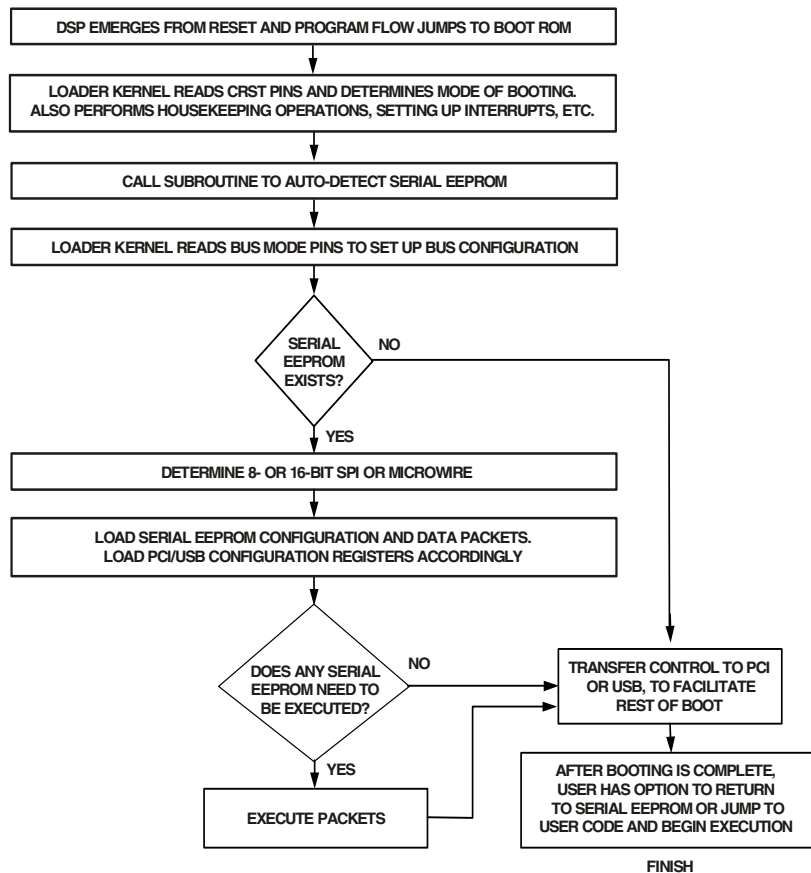 DSP EMERGES FROM RESET AND PROGRAM FLOW JUMPS TO BOOT ROM
LOADER KERNEL READS CRST PINS AND DETERMINES MODE OF BOOTING.
ALSO PERFORMS HOUSEKEEPING OPERATIONS, SETTING UP INTERRUPTS, ETC.
CALL SUBROUTINE TO AUTO-DETECT SERIAL EEPROM
LOADER KERNEL READS BUS MODE PINS TO SET UP BUS CONFIGURATION
SERIAL
EEPROM
EXISTS?
NO
YES
DETERMINE 8- OR 16-BIT SPI OR MICROWIRE
LOAD SERIAL EEPROM CONFIGURATION AND DATA PACKETS.
LOAD PCI/USB CONFIGURATION REGISTERS ACCORDINGLY
DOES ANY SERIAL
EEPROM NEED TO
BE EXECUTED?
NO
YES
EXECUTE PACKETS
TRANSFER CONTROL TO PCI
OR USB, TO FACILITATE
REST OF BOOT
AFTER BOOTING IS COMPLETE,
USER HAS OPTION TO RETURN
TO SERIAL EEPROM OR JUMP TO
USER CODE AND BEGIN EXECUTION
FINISH